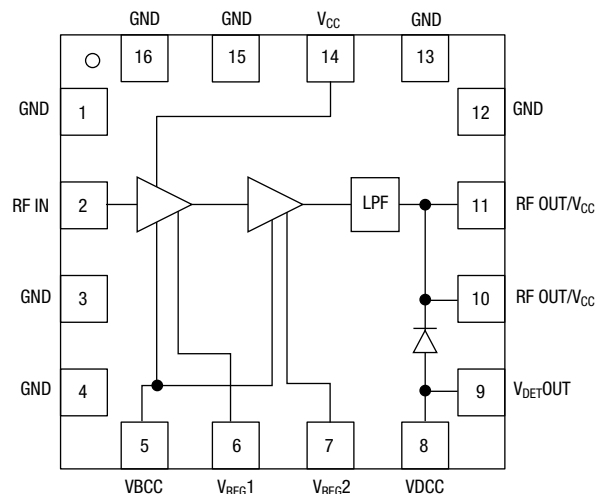 GND GND VCC GND
16 15 14 13
GND 1 12 GND
RF IN 2 LPF 11 RF OUT/VCC
GND 3 10 RF OUT/VCC
GND 4 9 VDETOUT
5 6 7 8
VBCC VREG1 VREG2 VDCC